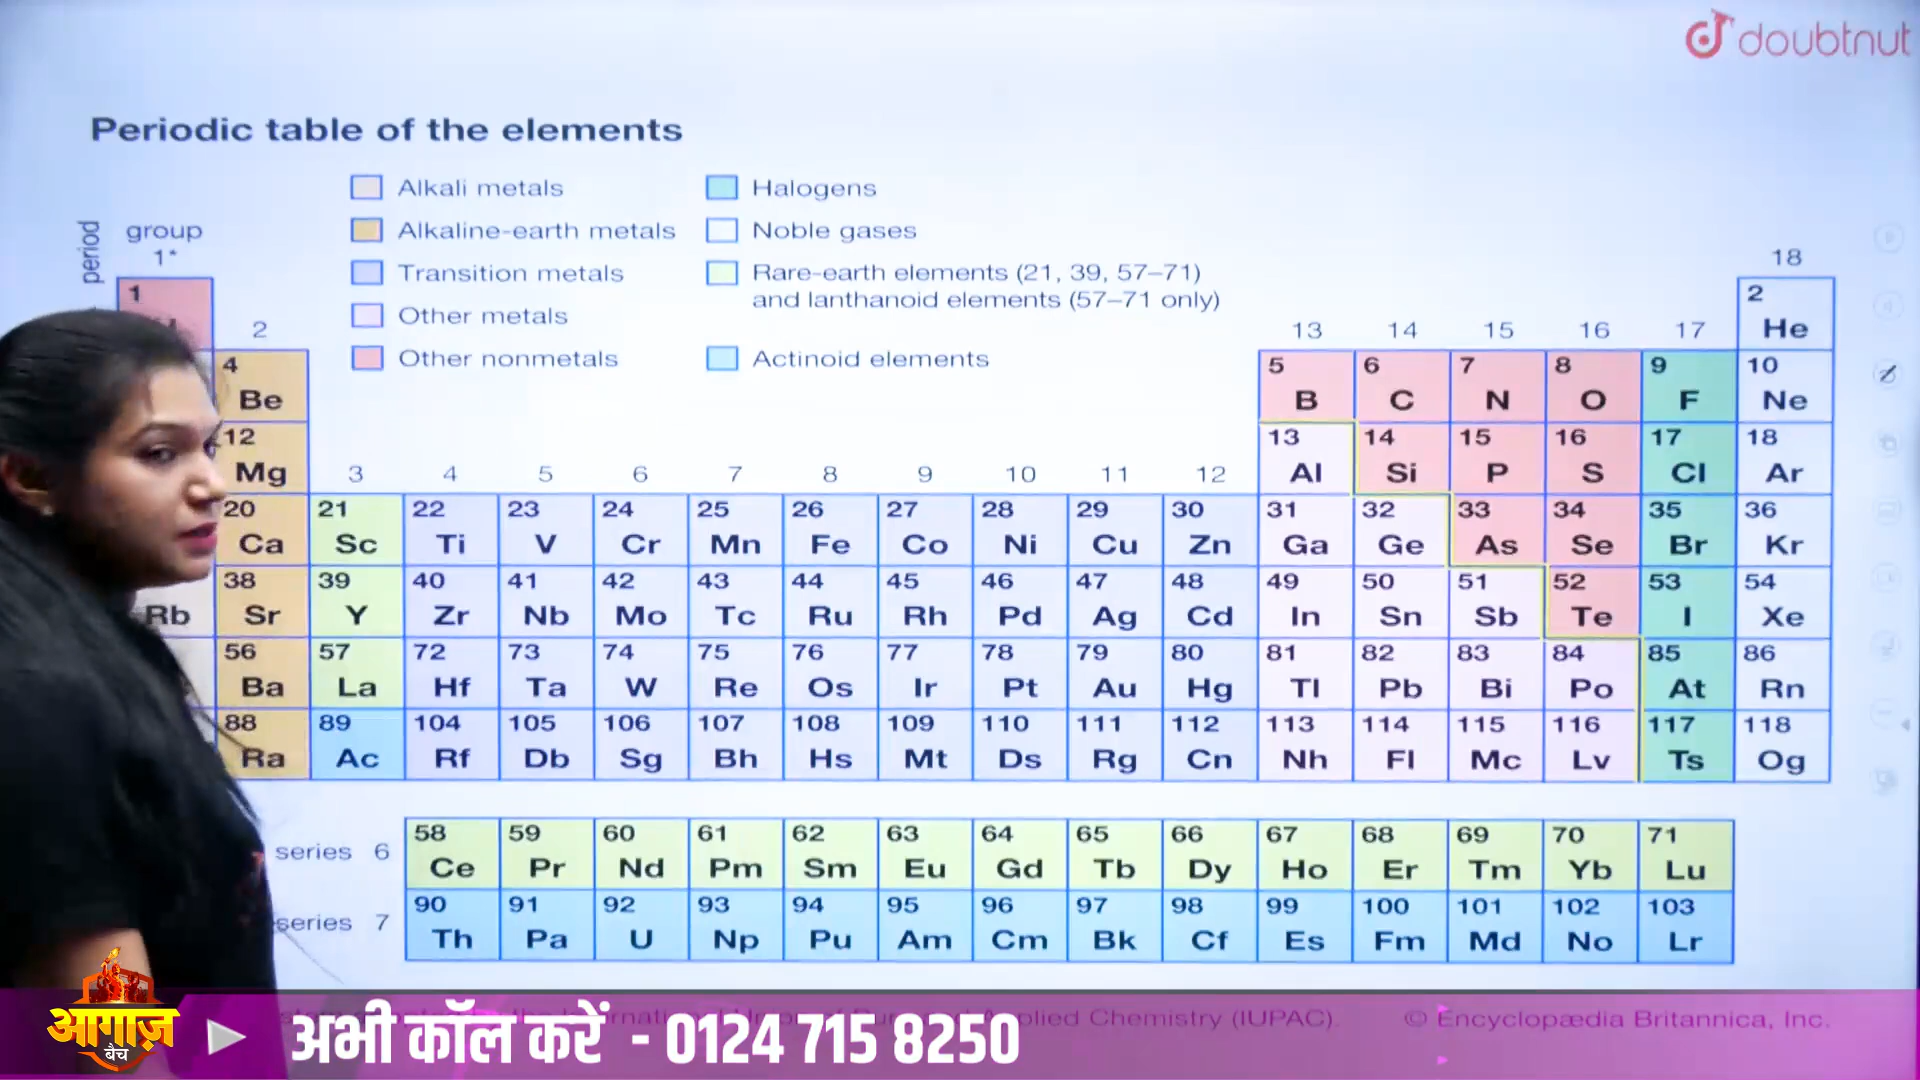 doubtnut
Periodic table of the elements
Alkali metals
Halogens
Alkaline-earth metals
Noble gases
Transition metals
Rare-earth elements (21, 39, 57–71)
and lanthanoid elements (57–71 only)
Other metals
Other nonmetals
Actinoid elements
period
group
1*
18
1
2
He
2
13 14 15 16 17
4 5 6 7 8 9 10
Be B C N O F Ne
12 13 14 15 16 17 18
Mg 3 4 5 6 7 8 9 10 11 12 Al Si P S Cl Ar
20 21 22 23 24 25 26 27 28 29 30 31 32 33 34 35 36
Ca Sc Ti V Cr Mn Fe Co Ni Cu Zn Ga Ge As Se Br Kr
38 39 40 41 42 43 44 45 46 47 48 49 50 51 52 53 54
Rb Sr Y Zr Nb Mo Tc Ru Rh Pd Ag Cd In Sn Sb Te I Xe
56 57 72 73 74 75 76 77 78 79 80 81 82 83 84 85 86
Ba La Hf Ta W Re Os Ir Pt Au Hg Tl Pb Bi Po At Rn
88 89 104 105 106 107 108 109 110 111 112 113 114 115 116 117 118
Ra Ac Rf Db Sg Bh Hs Mt Ds Rg Cn Nh Fl Mc Lv Ts Og
58 59 60 61 62 63 64 65 66 67 68 69 70 71
series 6 Ce Pr Nd Pm Sm Eu Gd Tb Dy Ho Er Tm Yb Lu
90 91 92 93 94 95 96 97 98 99 100 101 102 103
series 7 Th Pa U Np Pu Am Cm Bk Cf Es Fm Md No Lr
Chemistry (IUPAC). © Encyclopædia Britannica, Inc.
आगाज़
बैच
अभी कॉल करें - 0124 715 8250